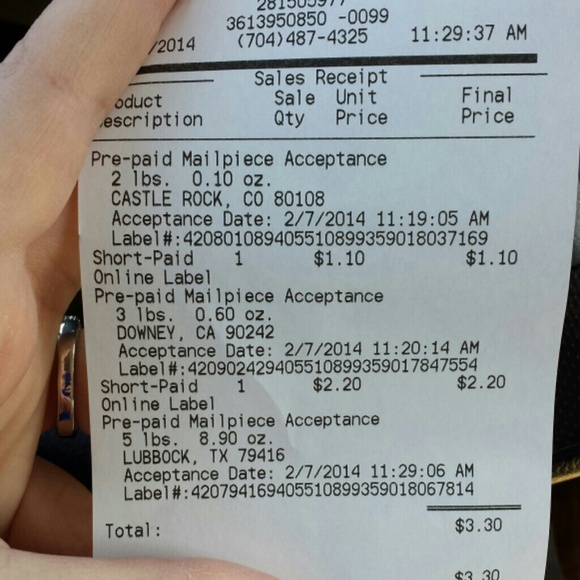 3613950850 -0099
/2014 (704)487-4325 11:29:37 AM
Sales Receipt
oduct Sale Unit Final
escription Qty Price Price
Pre-paid Mailpiece Acceptance
2 lbs. 0.10 oz.
CASTLE ROCK, CO 80108
Acceptance Date: 2/7/2014 11:19:05 AM
Label#:420801089405510899359018037169
Short-Paid 1 $1.10 $1.10
Online Label
Pre-paid Mailpiece Acceptance
3 lbs. 0.60 oz.
DOWNEY, CA 90242
Acceptance Date: 2/7/2014 11:20:14 AM
Label#:420902429405510899359017847554
Short-Paid 1 $2.20 $2.20
Online Label
Pre-paid Mailpiece Acceptance
5 lbs. 8.90 oz.
LUBBOCK, TX 79416
Acceptance Date: 2/7/2014 11:29:06 AM
Label#:420794169405510899359018067814
Total: $3.30
$3.30